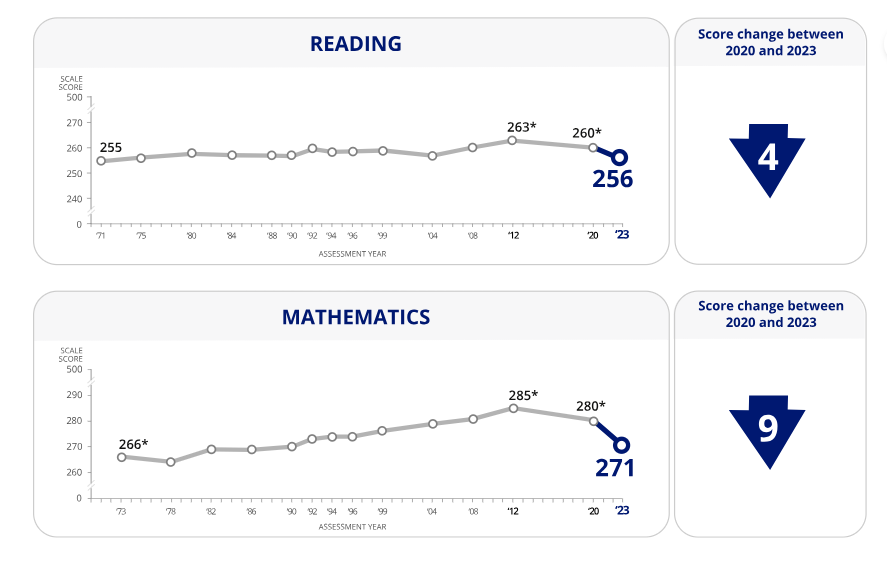 READING
SCALE
SCORE
500
270
260
250
240
0
255
263*
260*
256
'71 '75 '80 '84 '88 '90 '92 '94 '96 '99 '04 '08 '12 '20 '23
ASSESSMENT YEAR
Score change between
2020 and 2023
4
MATHEMATICS
SCALE
SCORE
500
290
280
270
260
0
266*
285*
280*
271
'73 '78 '82 '86 '90 '92 '94 '96 '99 '04 '08 '12 '20 '23
ASSESSMENT YEAR
Score change between
2020 and 2023
9